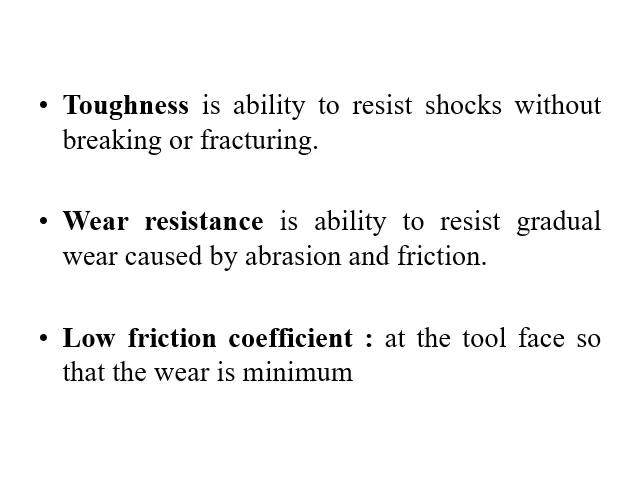 • Toughness is ability to resist shocks without
breaking or fracturing.
• Wear resistance is ability to resist gradual
wear caused by abrasion and friction.
• Low friction coefficient : at the tool face so
that the wear is minimum